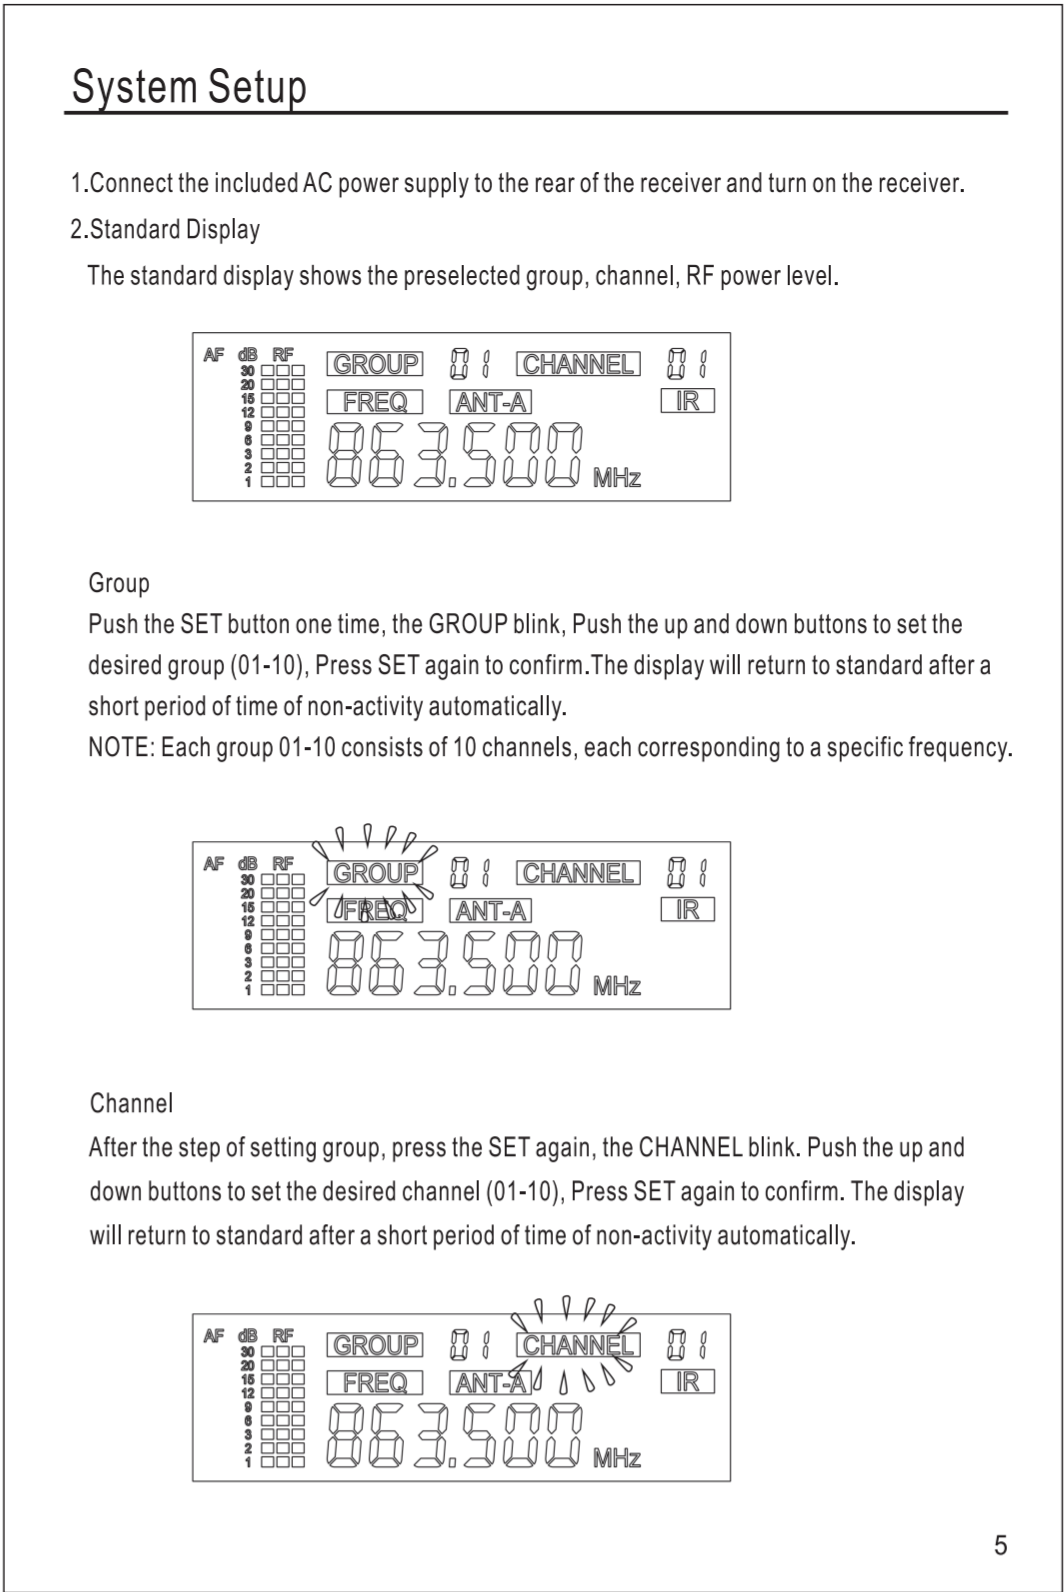 System Setup
1.Connect the included AC power supply to the rear of the receiver and turn on the receiver.
2.Standard Display
The standard display shows the preselected group, channel, RF power level.
AF dB RF GROUP 01 CHANNEL 01
30
20
15 FREQ ANT-A IR
12
9
6
3 863.500 MHz
2
1
Group
Push the SET button one time, the GROUP blink, Push the up and down buttons to set the
desired group (01-10), Press SET again to confirm.The display will return to standard after a
short period of time of non-activity automatically.
NOTE: Each group 01-10 consists of 10 channels, each corresponding to a specific frequency.
AF dB RF GROUP 01 CHANNEL 01
30
20
15 FREQ ANT-A IR
12
9
6
3 863.500 MHz
2
1
Channel
After the step of setting group, press the SET again, the CHANNEL blink. Push the up and
down buttons to set the desired channel (01-10), Press SET again to confirm. The display
will return to standard after a short period of time of non-activity automatically.
AF dB RF GROUP 01 CHANNEL 01
30
20
15 FREQ ANT-A IR
12
9
6
3 863.500 MHz
2
1
5